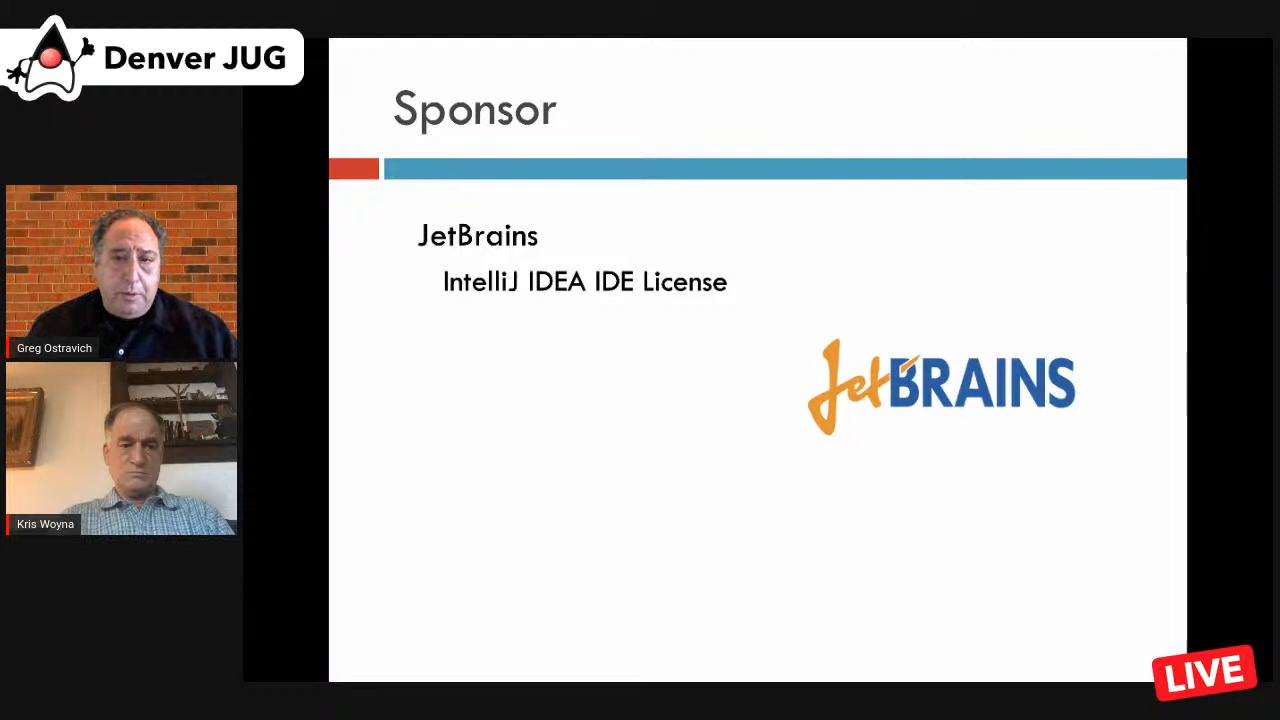 Denver JUG
Sponsor
JetBrains
IntelliJ IDEA IDE License
JetBRAINS
Greg Ostravich
Kris Woyna
LIVE